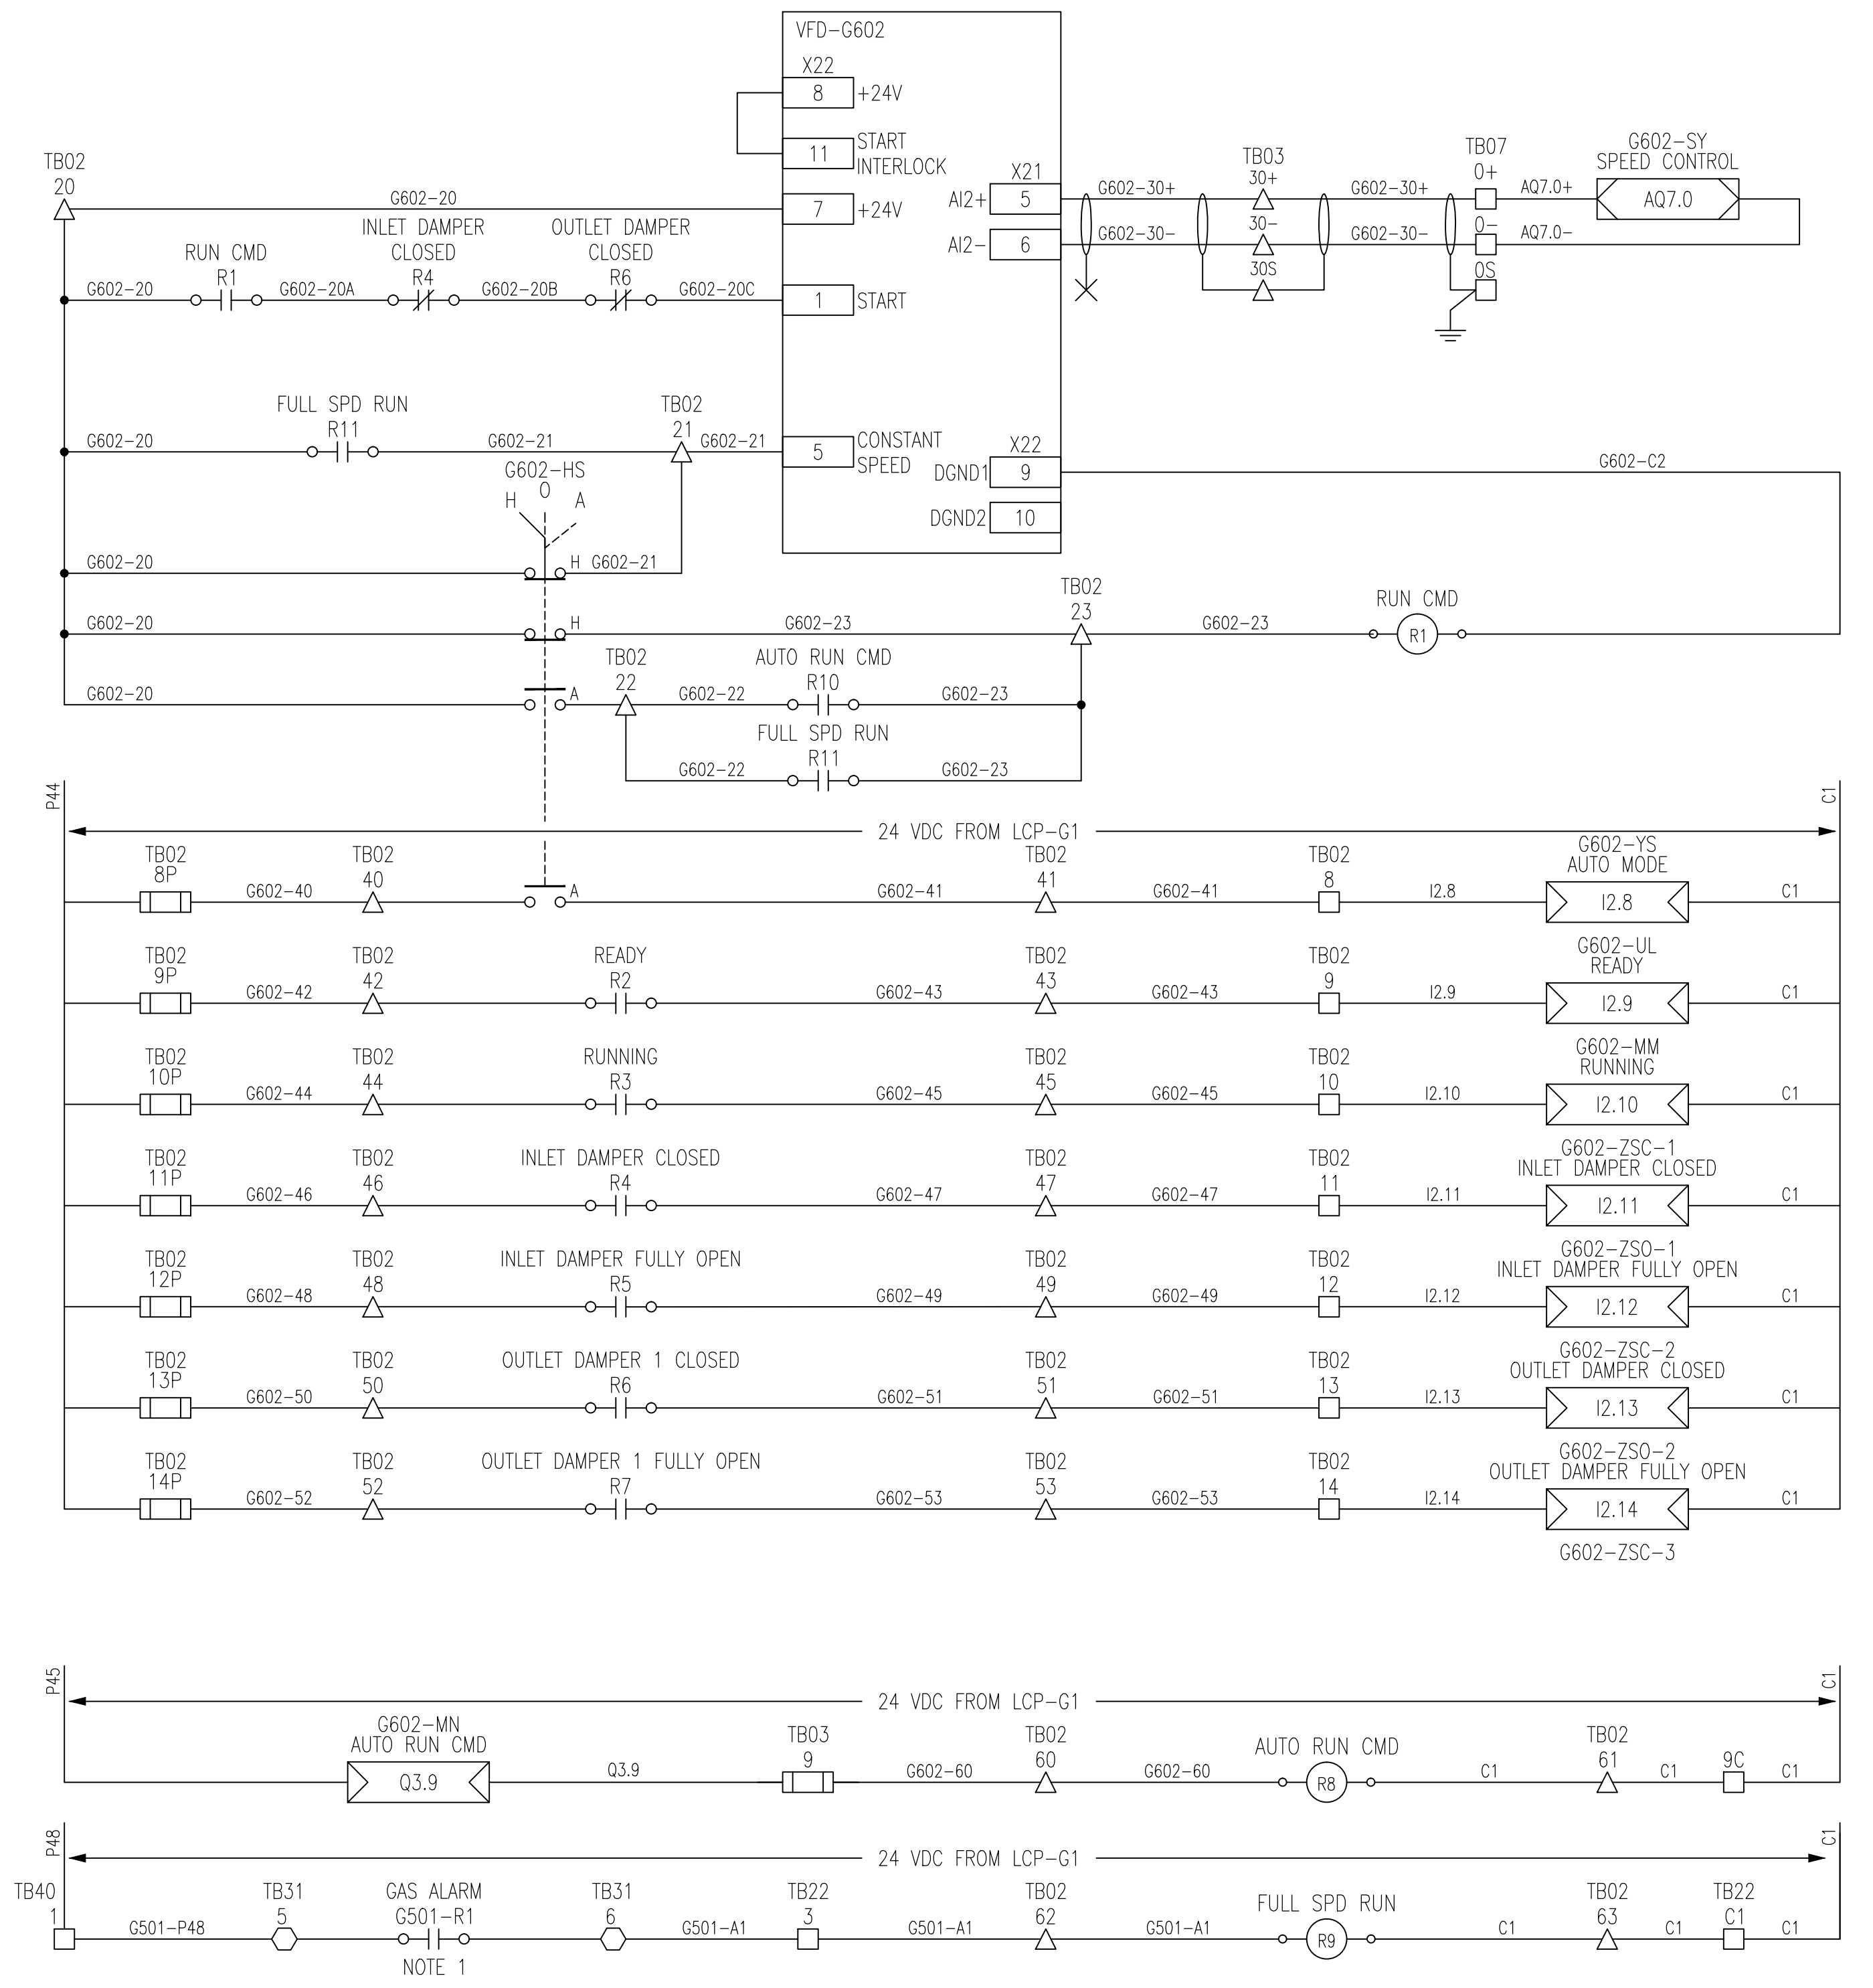 VFD-G602
X22
8 +24V
11 START
INTERLOCK
TB02
20
G602-20
7 +24V
X21
AI2+ 5
AI2- 6
G602-30+
G602-30-
TB03
30+
30-
30S
G602-30+
G602-30-
TB07
0+
0-
0S
AQ7.0+
AQ7.0-
G602-SY
SPEED CONTROL
AQ7.0
RUN CMD
R1
INLET DAMPER
CLOSED
R4
OUTLET DAMPER
CLOSED
R6
G602-20
G602-20A
G602-20B
G602-20C
1 START
FULL SPD RUN
R11
TB02
21
G602-20
G602-21
G602-21
5 CONSTANT
SPEED
X22
DGND1 9
DGND2 10
G602-C2
G602-HS
O
H
A
G602-20
H
G602-21
TB02
23
RUN CMD
R1
G602-20
H
G602-23
G602-23
TB02
22
AUTO RUN CMD
R10
G602-20
A
G602-22
G602-23
FULL SPD RUN
R11
G602-22
G602-23
P44
24 VDC FROM LCP-G1
C1
TB02
8P
G602-40
TB02
40
A
G602-41
TB02
41
G602-41
TB02
8
I2.8
G602-YS
AUTO MODE
I2.8
C1
TB02
9P
G602-42
TB02
42
READY
R2
G602-43
TB02
43
G602-43
TB02
9
I2.9
G602-UL
READY
I2.9
C1
TB02
10P
G602-44
TB02
44
RUNNING
R3
G602-45
TB02
45
G602-45
TB02
10
I2.10
G602-MM
RUNNING
I2.10
C1
TB02
11P
G602-46
TB02
46
INLET DAMPER CLOSED
R4
G602-47
TB02
47
G602-47
TB02
11
I2.11
G602-ZSC-1
INLET DAMPER CLOSED
I2.11
C1
TB02
12P
G602-48
TB02
48
INLET DAMPER FULLY OPEN
R5
G602-49
TB02
49
G602-49
TB02
12
I2.12
G602-ZSO-1
INLET DAMPER FULLY OPEN
I2.12
C1
TB02
13P
G602-50
TB02
50
OUTLET DAMPER 1 CLOSED
R6
G602-51
TB02
51
G602-51
TB02
13
I2.13
G602-ZSC-2
OUTLET DAMPER CLOSED
I2.13
C1
TB02
14P
G602-52
TB02
52
OUTLET DAMPER 1 FULLY OPEN
R7
G602-53
TB02
53
G602-53
TB02
14
I2.14
G602-ZSO-2
OUTLET DAMPER FULLY OPEN
I2.14
C1
G602-ZSC-3
P45
24 VDC FROM LCP-G1
C1
G602-MN
AUTO RUN CMD
Q3.9
Q3.9
TB03
9
G602-60
TB02
60
G602-60
AUTO RUN CMD
R8
C1
TB02
61
C1
9C
C1
P48
24 VDC FROM LCP-G1
C1
TB40
1
G501-P48
TB31
5
GAS ALARM
G501-R1
NOTE 1
TB31
6
G501-A1
TB22
3
G501-A1
TB02
62
G501-A1
FULL SPD RUN
R9
C1
TB02
63
C1
TB22
C1
C1